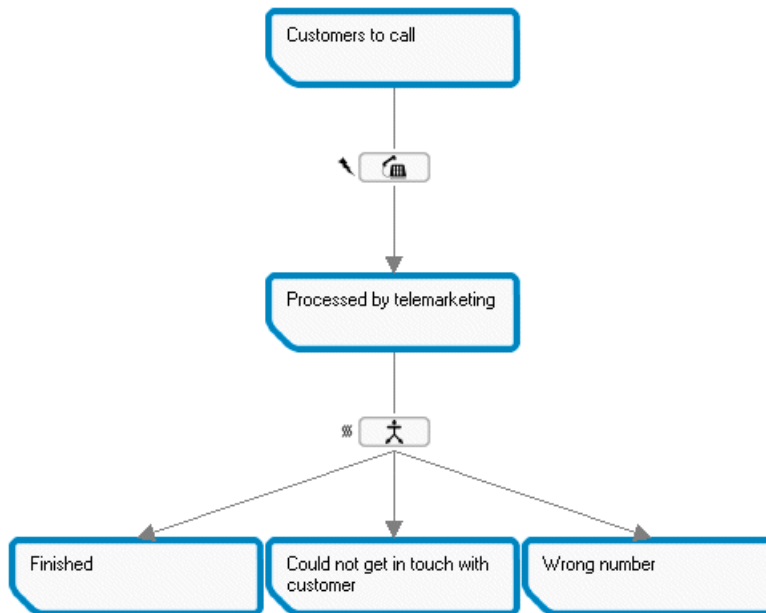 Customers to call
Processed by telemarketing
Finished
Could not get in touch with
customer
Wrong number